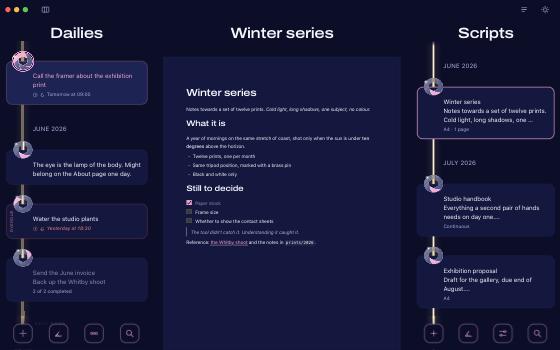 Dailies
Call the framer about the exhibition
print
Tomorrow at 09:00
JUNE 2026
The eye is the lamp of the body. Might
belong on the About page one day.
Water the studio plants
Yesterday at 18:30
Send the June invoice
Back up the Whitby shoot
2 of 2 completed
Winter series
Winter series
Notes towards a set of twelve prints. Cold light, long shadows, one subject, no colour.
What it is
A year of mornings on the same stretch of coast, shot only when the sun is under ten
degrees above the horizon.
– Twelve prints, one per month
– Same tripod position, marked with a brass pin
– Black and white only
Still to decide
Paper stock
Frame size
Whether to show the contact sheets
The tool didn't catch it. Understanding it caught it.
Reference: the Whitby shoot and the notes in prints/2026.
Scripts
JUNE 2026
Winter series
Notes towards a set of twelve prints.
Cold light, long shadows, one ...
A4 · 1 page
JULY 2026
Studio handbook
Everything a second pair of hands
needs on day one....
Continuous
Exhibition proposal
Draft for the gallery, due end of
August....
A4